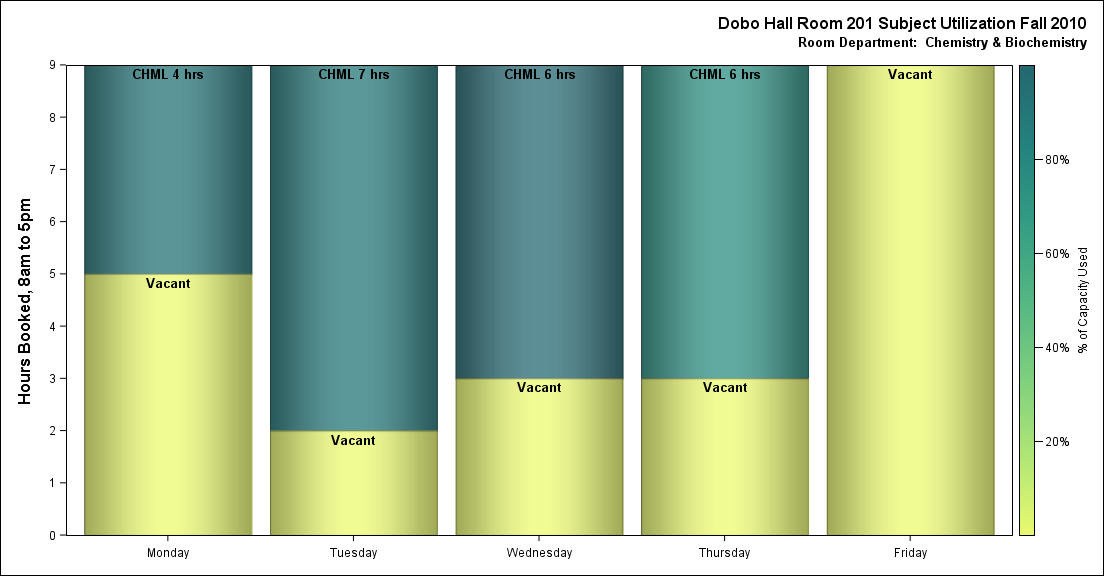 Dobo Hall Room 201 Subject Utilization Fall 2010
Room Department:  Chemistry & Biochemistry
Hours Booked, 8am to 5pm
9
8
7
6
5
4
3
2
1
0
CHML 4 hrs
Vacant
CHML 7 hrs
Vacant
CHML 6 hrs
Vacant
CHML 6 hrs
Vacant
Vacant
Monday
Tuesday
Wednesday
Thursday
Friday
80%
60%
40%
20%
% of Capacity Used